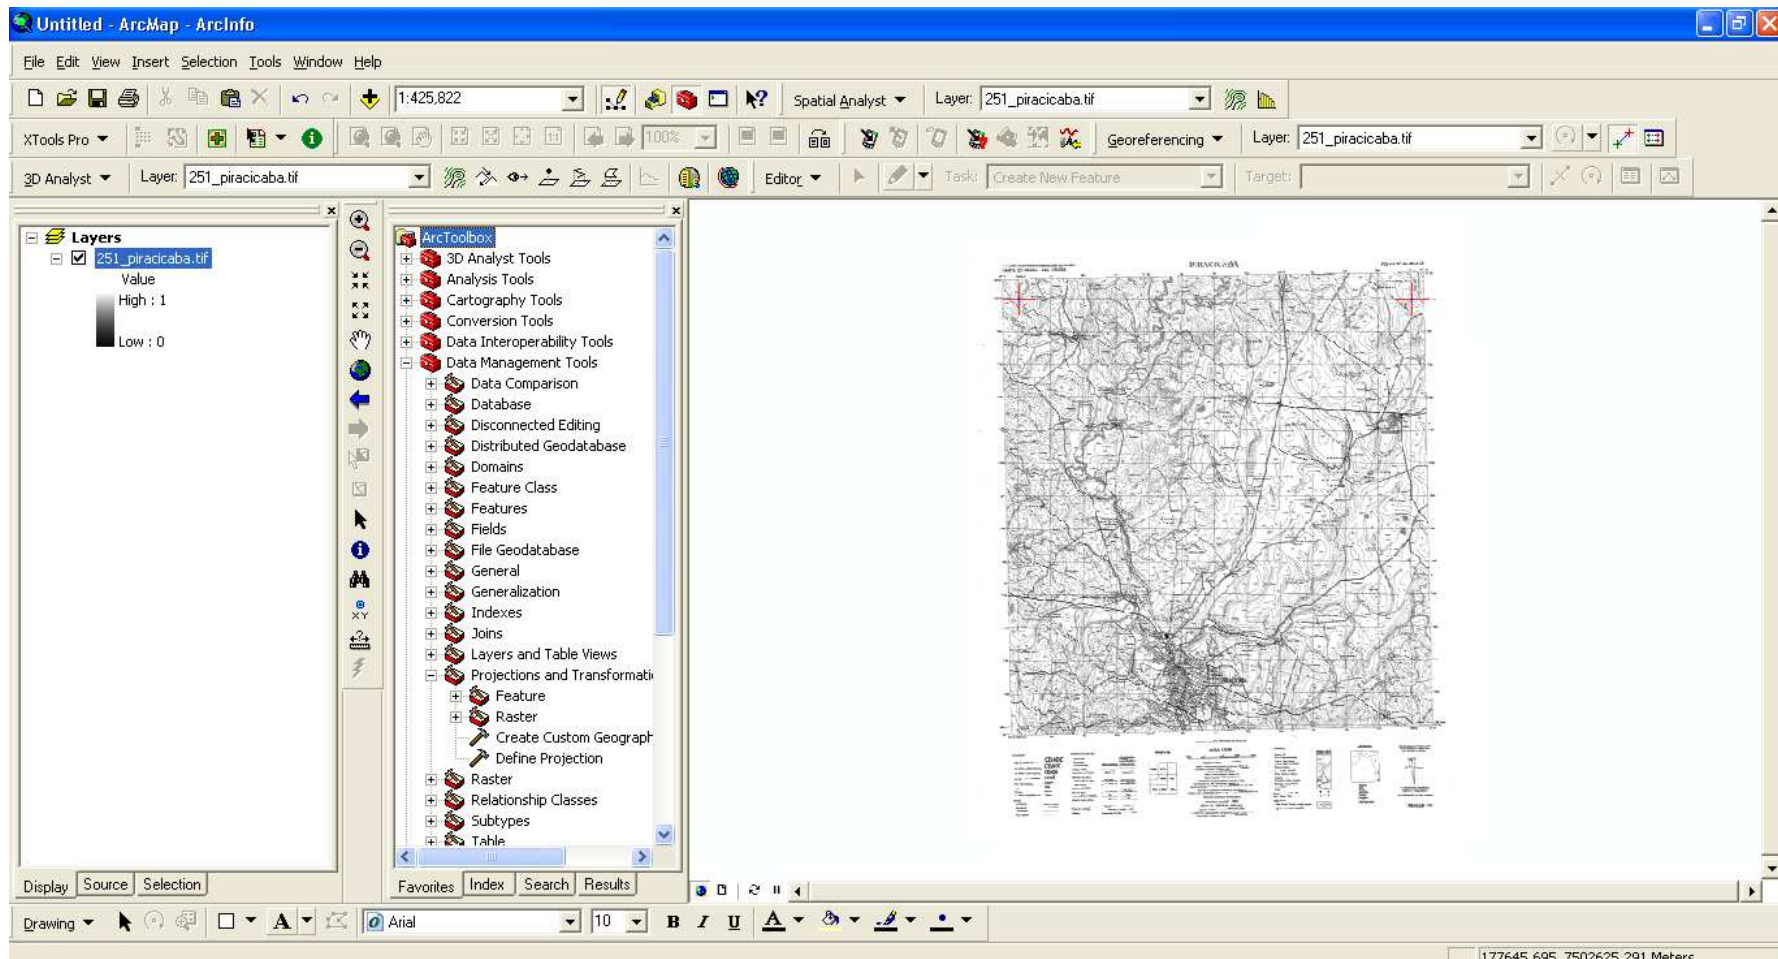 Untitled - ArcMap - ArcInfo
File Edit View Insert Selection Tools Window Help
1:425,822 Spatial Analyst Layer: 251_piracicaba.tif
XTools Pro 100% Georeferencing Layer: 251_piracicaba.tif
3D Analyst Layer: 251_piracicaba.tif Editor Task: Create New Feature Target:
Layers
251_piracicaba.tif
Value
High : 1
Low : 0
Display Source Selection
XY
ArcToolbox
3D Analyst Tools
Analysis Tools
Cartography Tools
Conversion Tools
Data Interoperability Tools
Data Management Tools
Data Comparison
Database
Disconnected Editing
Distributed Geodatabase
Domains
Feature Class
Features
Fields
File Geodatabase
General
Generalization
Indexes
Joins
Layers and Table Views
Projections and Transformati
Feature
Raster
Create Custom Geograph
Define Projection
Raster
Relationship Classes
Subtypes
Table
Favorites Index Search Results
PIRACICABA
Drawing A Arial 10 B I U A
177645,695 7502625,291 Meters